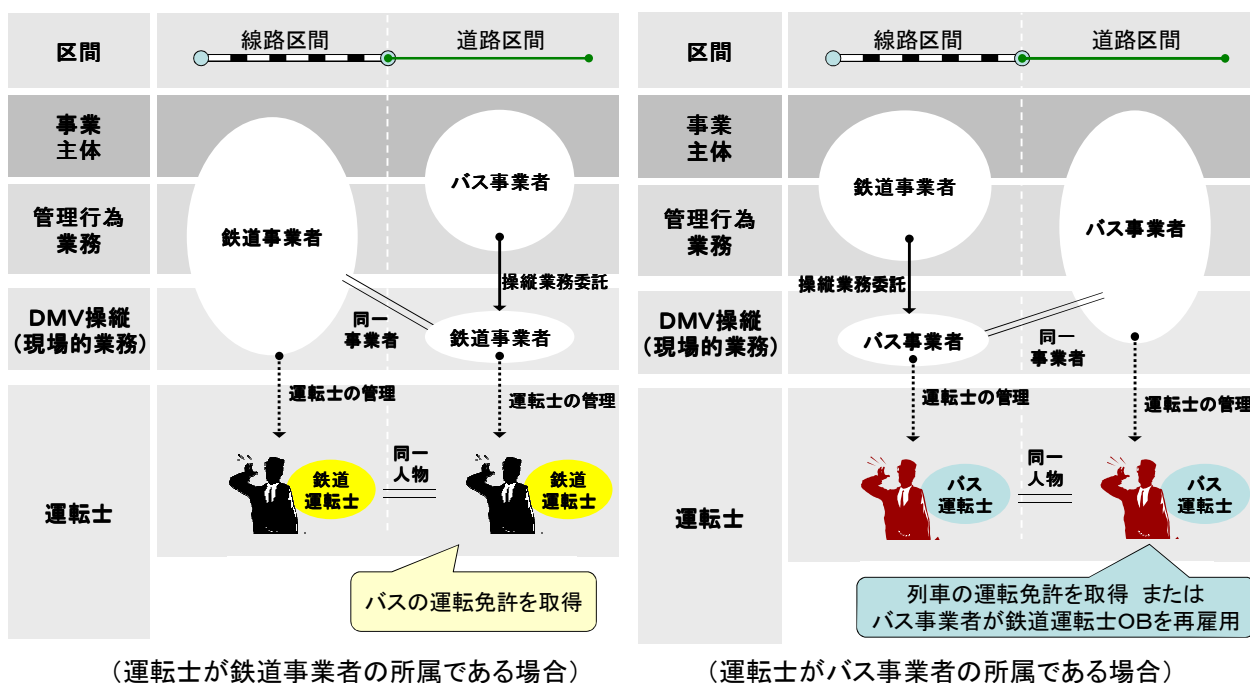 区間
線路区間
道路区間
事業
主体
管理行為
業務
鉄道事業者
バス事業者
操縦業務委託
DMV操縦
(現場的業務)
同一
事業者
鉄道事業者
運転士の管理
運転士の管理
運転士
鉄道
運転士
同一
人物
鉄道
運転士
バスの運転免許を取得
(運転士が鉄道事業者の所属である場合)
区間
線路区間
道路区間
事業
主体
管理行為
業務
鉄道事業者
バス事業者
操縦業務委託
DMV操縦
(現場的業務)
バス事業者
同一
事業者
運転士の管理
運転士の管理
運転士
バス
運転士
同一
人物
バス
運転士
列車の運転免許を取得 または
バス事業者が鉄道運転士OBを再雇用
(運転士がバス事業者の所属である場合)